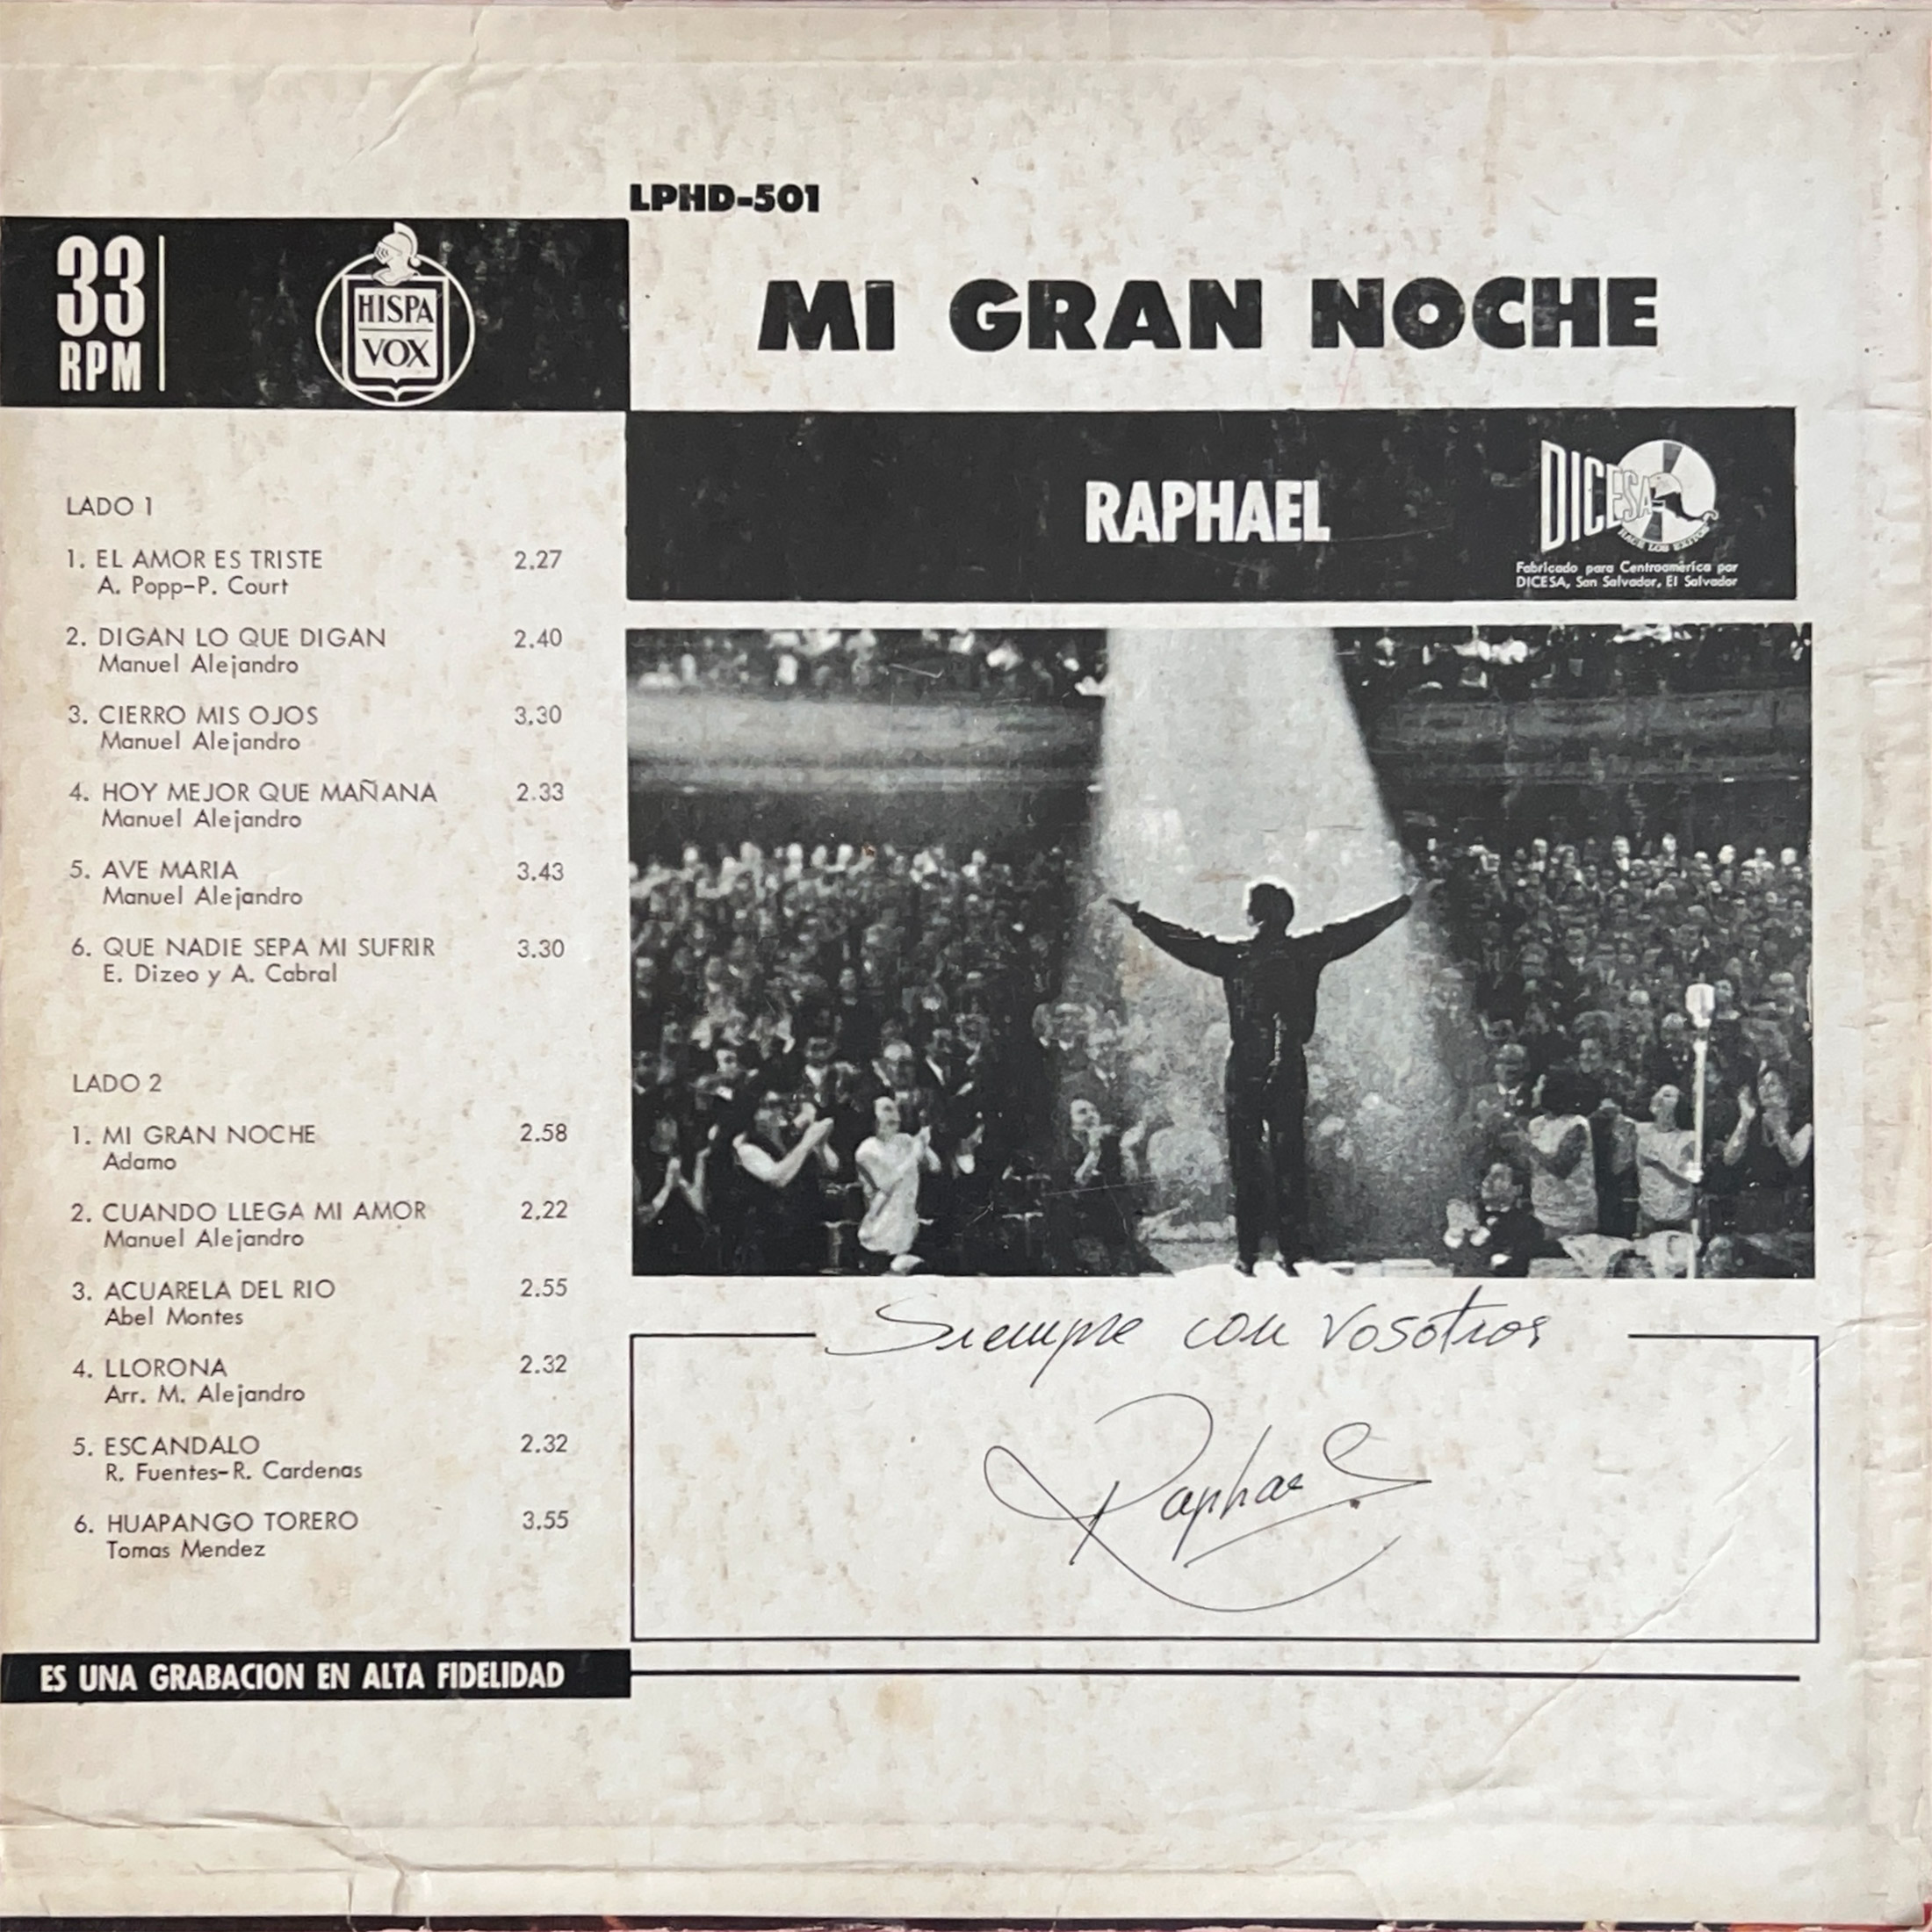 LPHD-501
33
RPM
HISPA
VOX
MI GRAN NOCHE
RAPHAEL
DICESA
HACE LOS EXITOS
Fabricado para Centroamérica por
DICESA, San Salvador, El Salvador
LADO 1
1. EL AMOR ES TRISTE 2.27
A. Popp-P. Court
2. DIGAN LO QUE DIGAN 2.40
Manuel Alejandro
3. CIERRO MIS OJOS 3.30
Manuel Alejandro
4. HOY MEJOR QUE MAÑANA 2.33
Manuel Alejandro
5. AVE MARIA 3.43
Manuel Alejandro
6. QUE NADIE SEPA MI SUFRIR 3.30
E. Dizeo y A. Cabral
LADO 2
1. MI GRAN NOCHE 2.58
Adamo
2. CUANDO LLEGA MI AMOR 2.22
Manuel Alejandro
3. ACUARELA DEL RIO 2.55
Abel Montes
4. LLORONA 2.32
Arr. M. Alejandro
5. ESCANDALO 2.32
R. Fuentes-R. Cardenas
6. HUAPANGO TORERO 3.55
Tomas Mendez
Siempre con vosotros
Raphael
ES UNA GRABACION EN ALTA FIDELIDAD